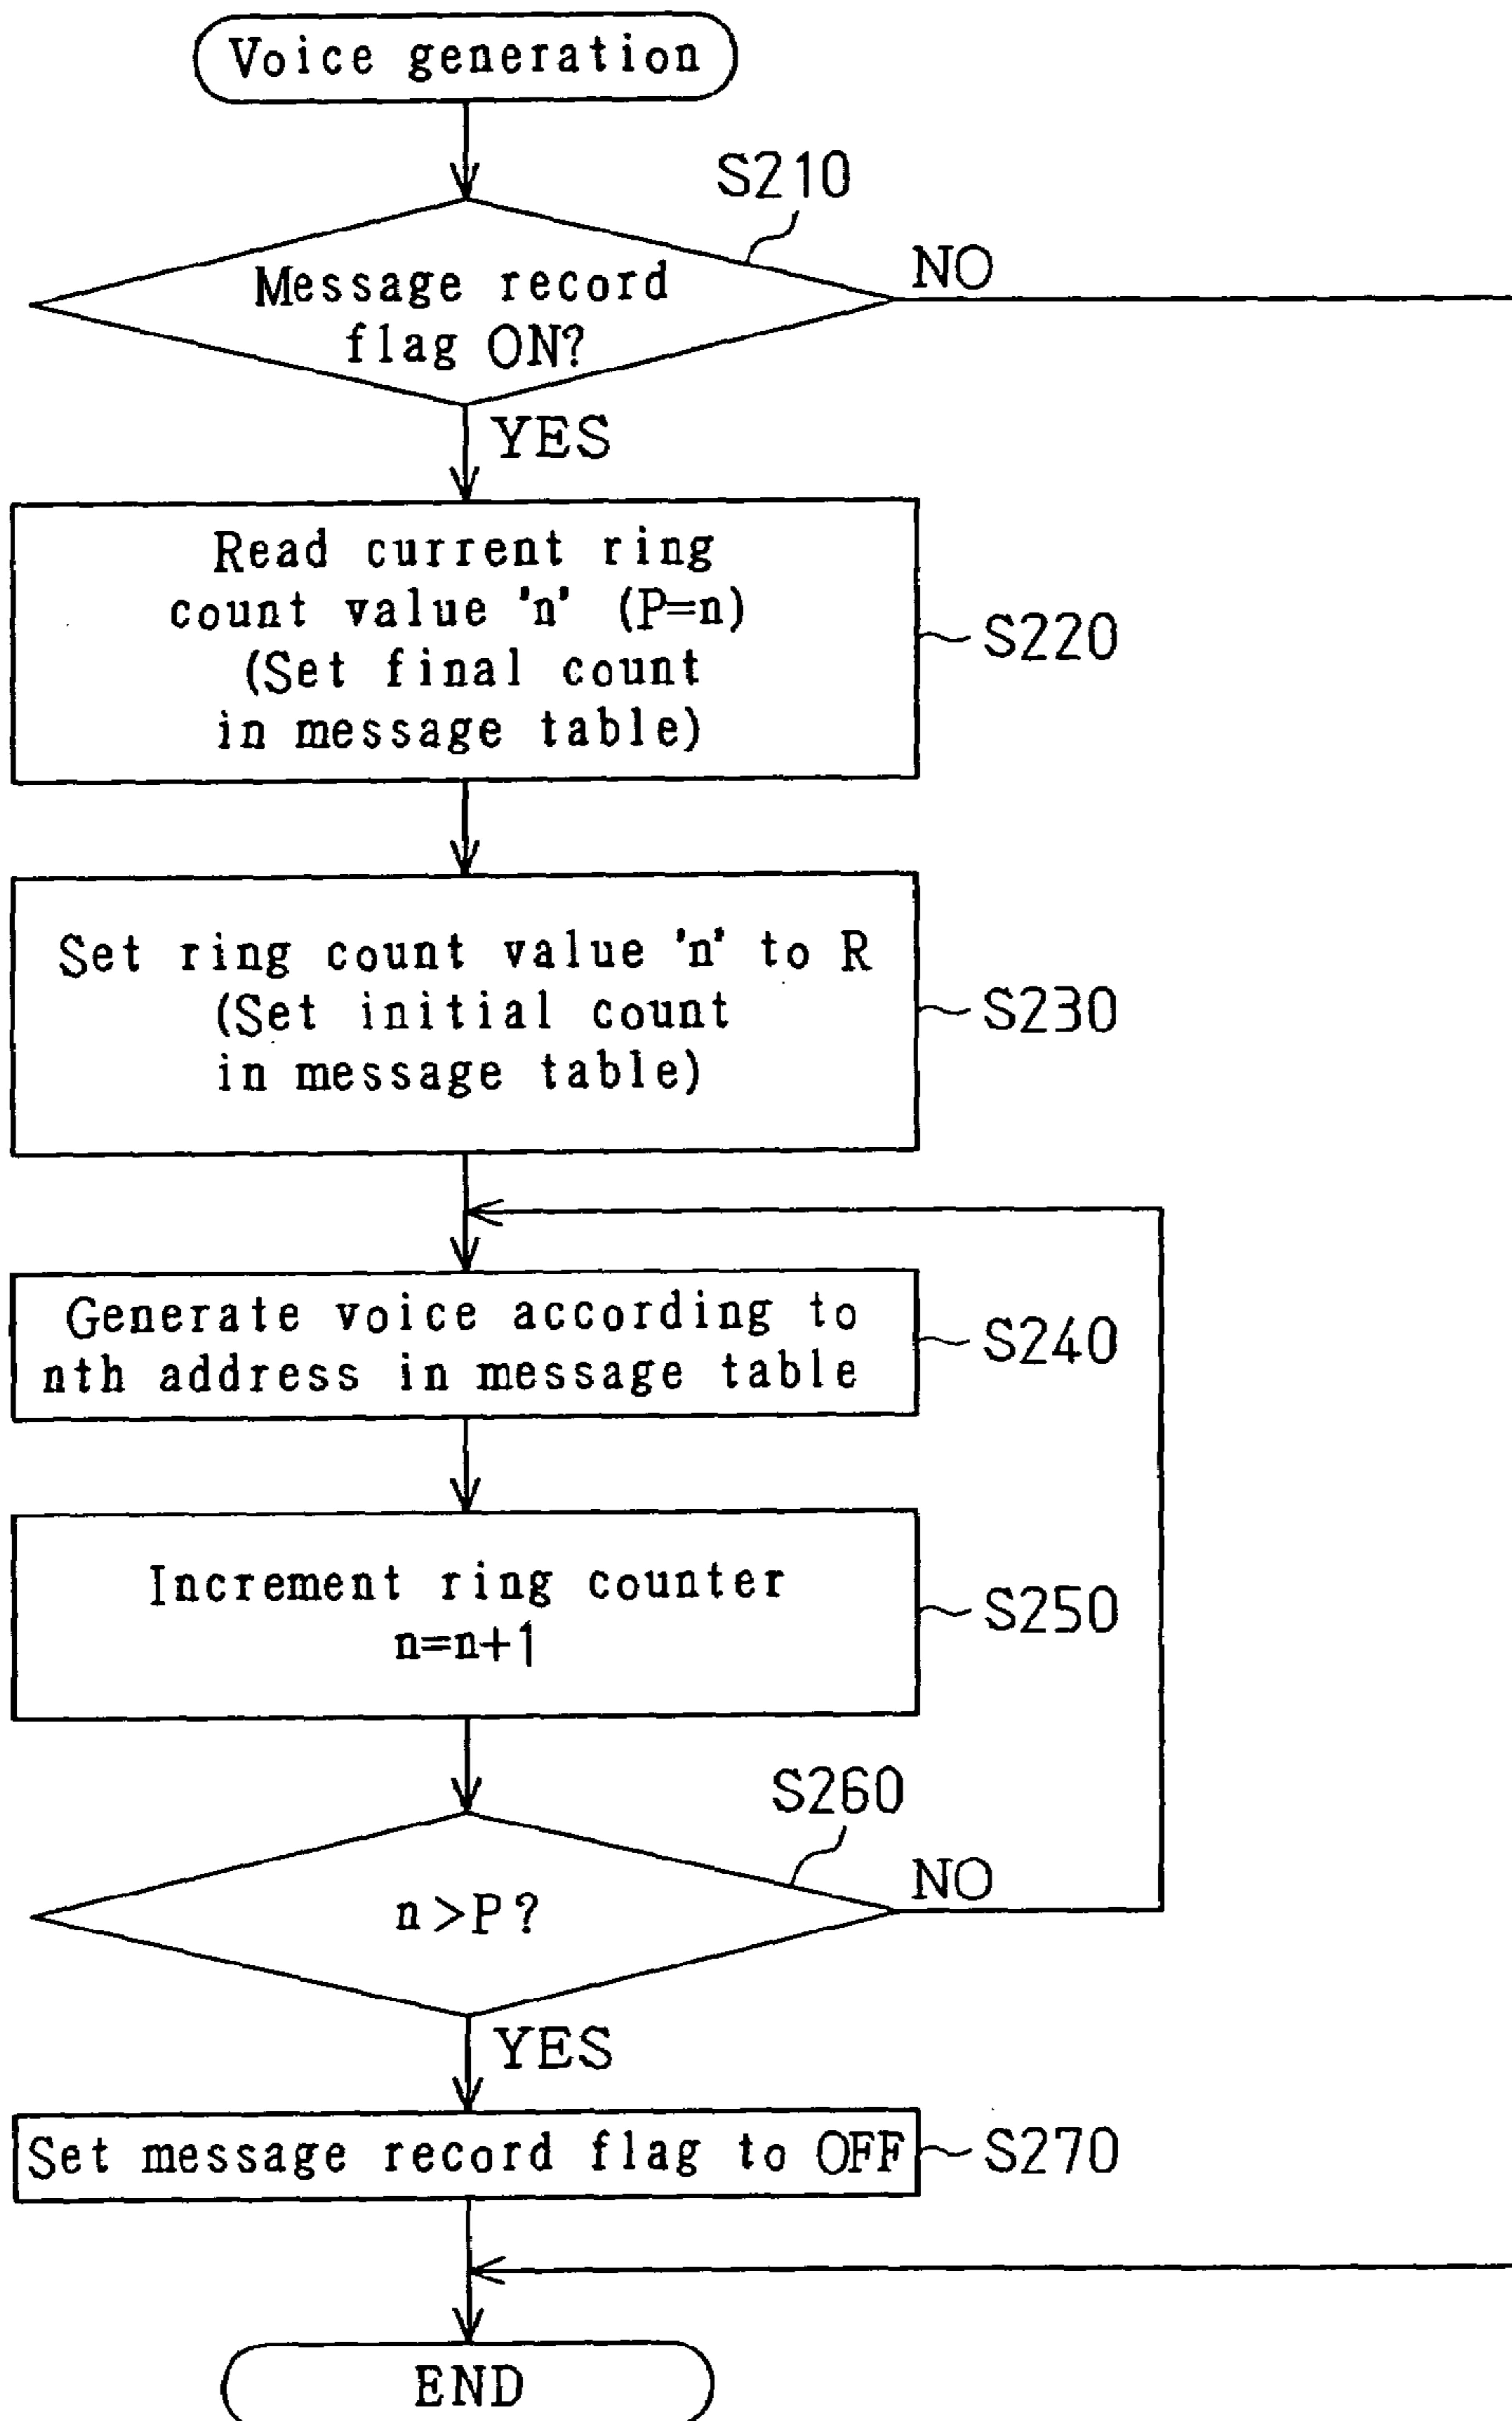 Voice generation
S210
Message record
flag ON?
NO
YES
Read current ring
count value 'n' (P=n)
(Set final count
in message table)
S220
Set ring count value 'n' to R
(Set initial count
in message table)
S230
Generate voice according to
nth address in message table
S240
Increment ring counter
n=n+1
S250
S260
n>P?
NO
YES
Set message record flag to OFF
S270
END